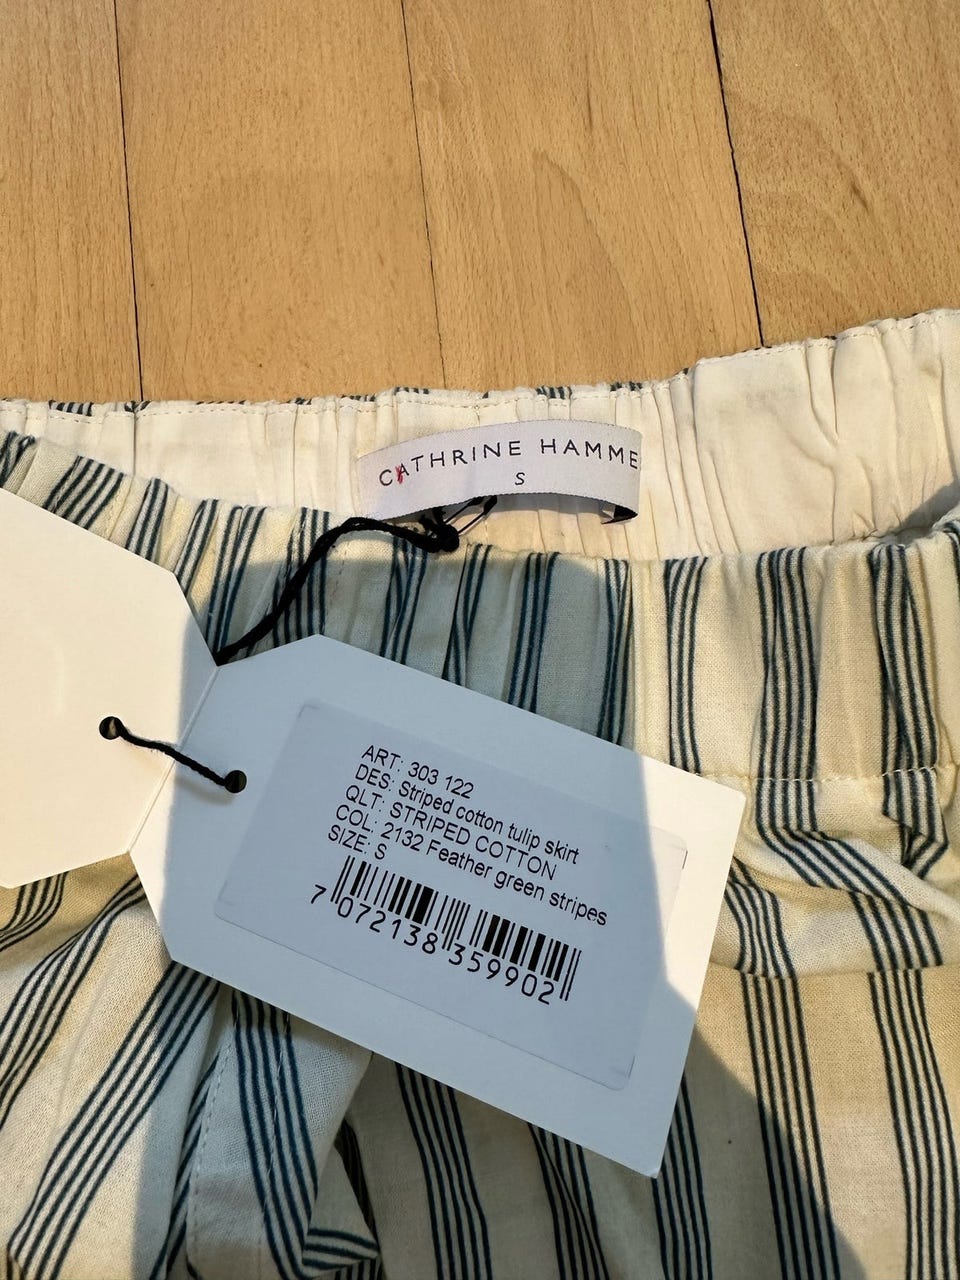 CATHRINE HAMME
S
ART: 303 122
DES: Striped cotton tulip skirt
QLT: STRIPED COTTON
COL: 2132 Feather green stripes
SIZE: S
7 072138 359902